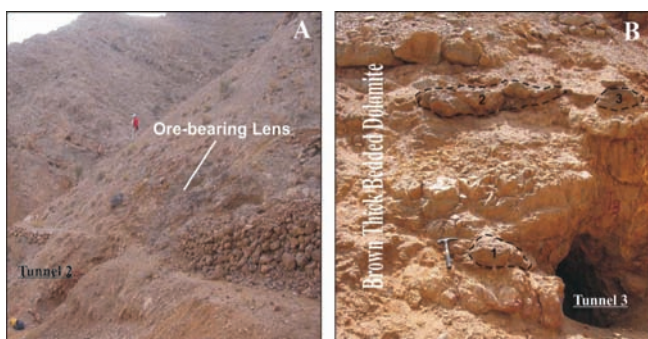 A
Ore-bearing Lens
Tunnel 2
B
Brown Thick Bedded Dolomite
2
3
1
Tunnel 3